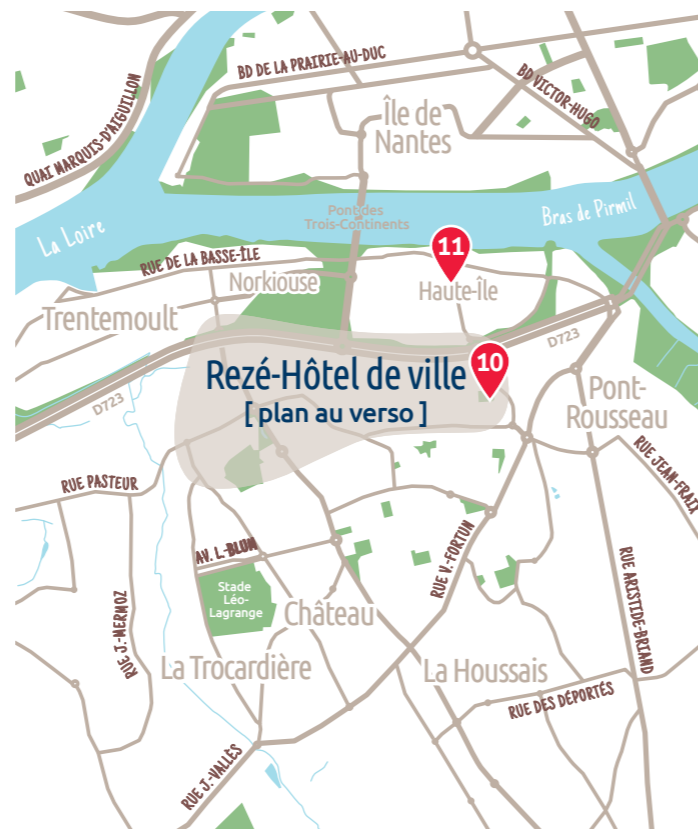 BD DE LA PRAIRIE-AU-DUC
BD VICTOR-HUGO
QUAI MARQUIS-D'AIGUILLON
Île de
Nantes
La Loire
Pont des
Trois-Continents
Bras de Pirmil
11
RUE DE LA BASSE-ÎLE
Norkiouse
Haute-Île
Trentemoult
D723
10
Rezé-Hôtel de ville
[ plan au verso ]
Pont-
Rousseau
D723
RUE JEAN-FRAIX
RUE PASTEUR
AV. L.-BLUM
RUE V.-FORTUN
Stade
Léo-
Lagrange
Château
RUE ARISTIDE-BRIAND
RUE J.-MERMOZ
La Trocardière
La Houssais
RUE DES DÉPORTÉS
RUE J.-VALLÈS